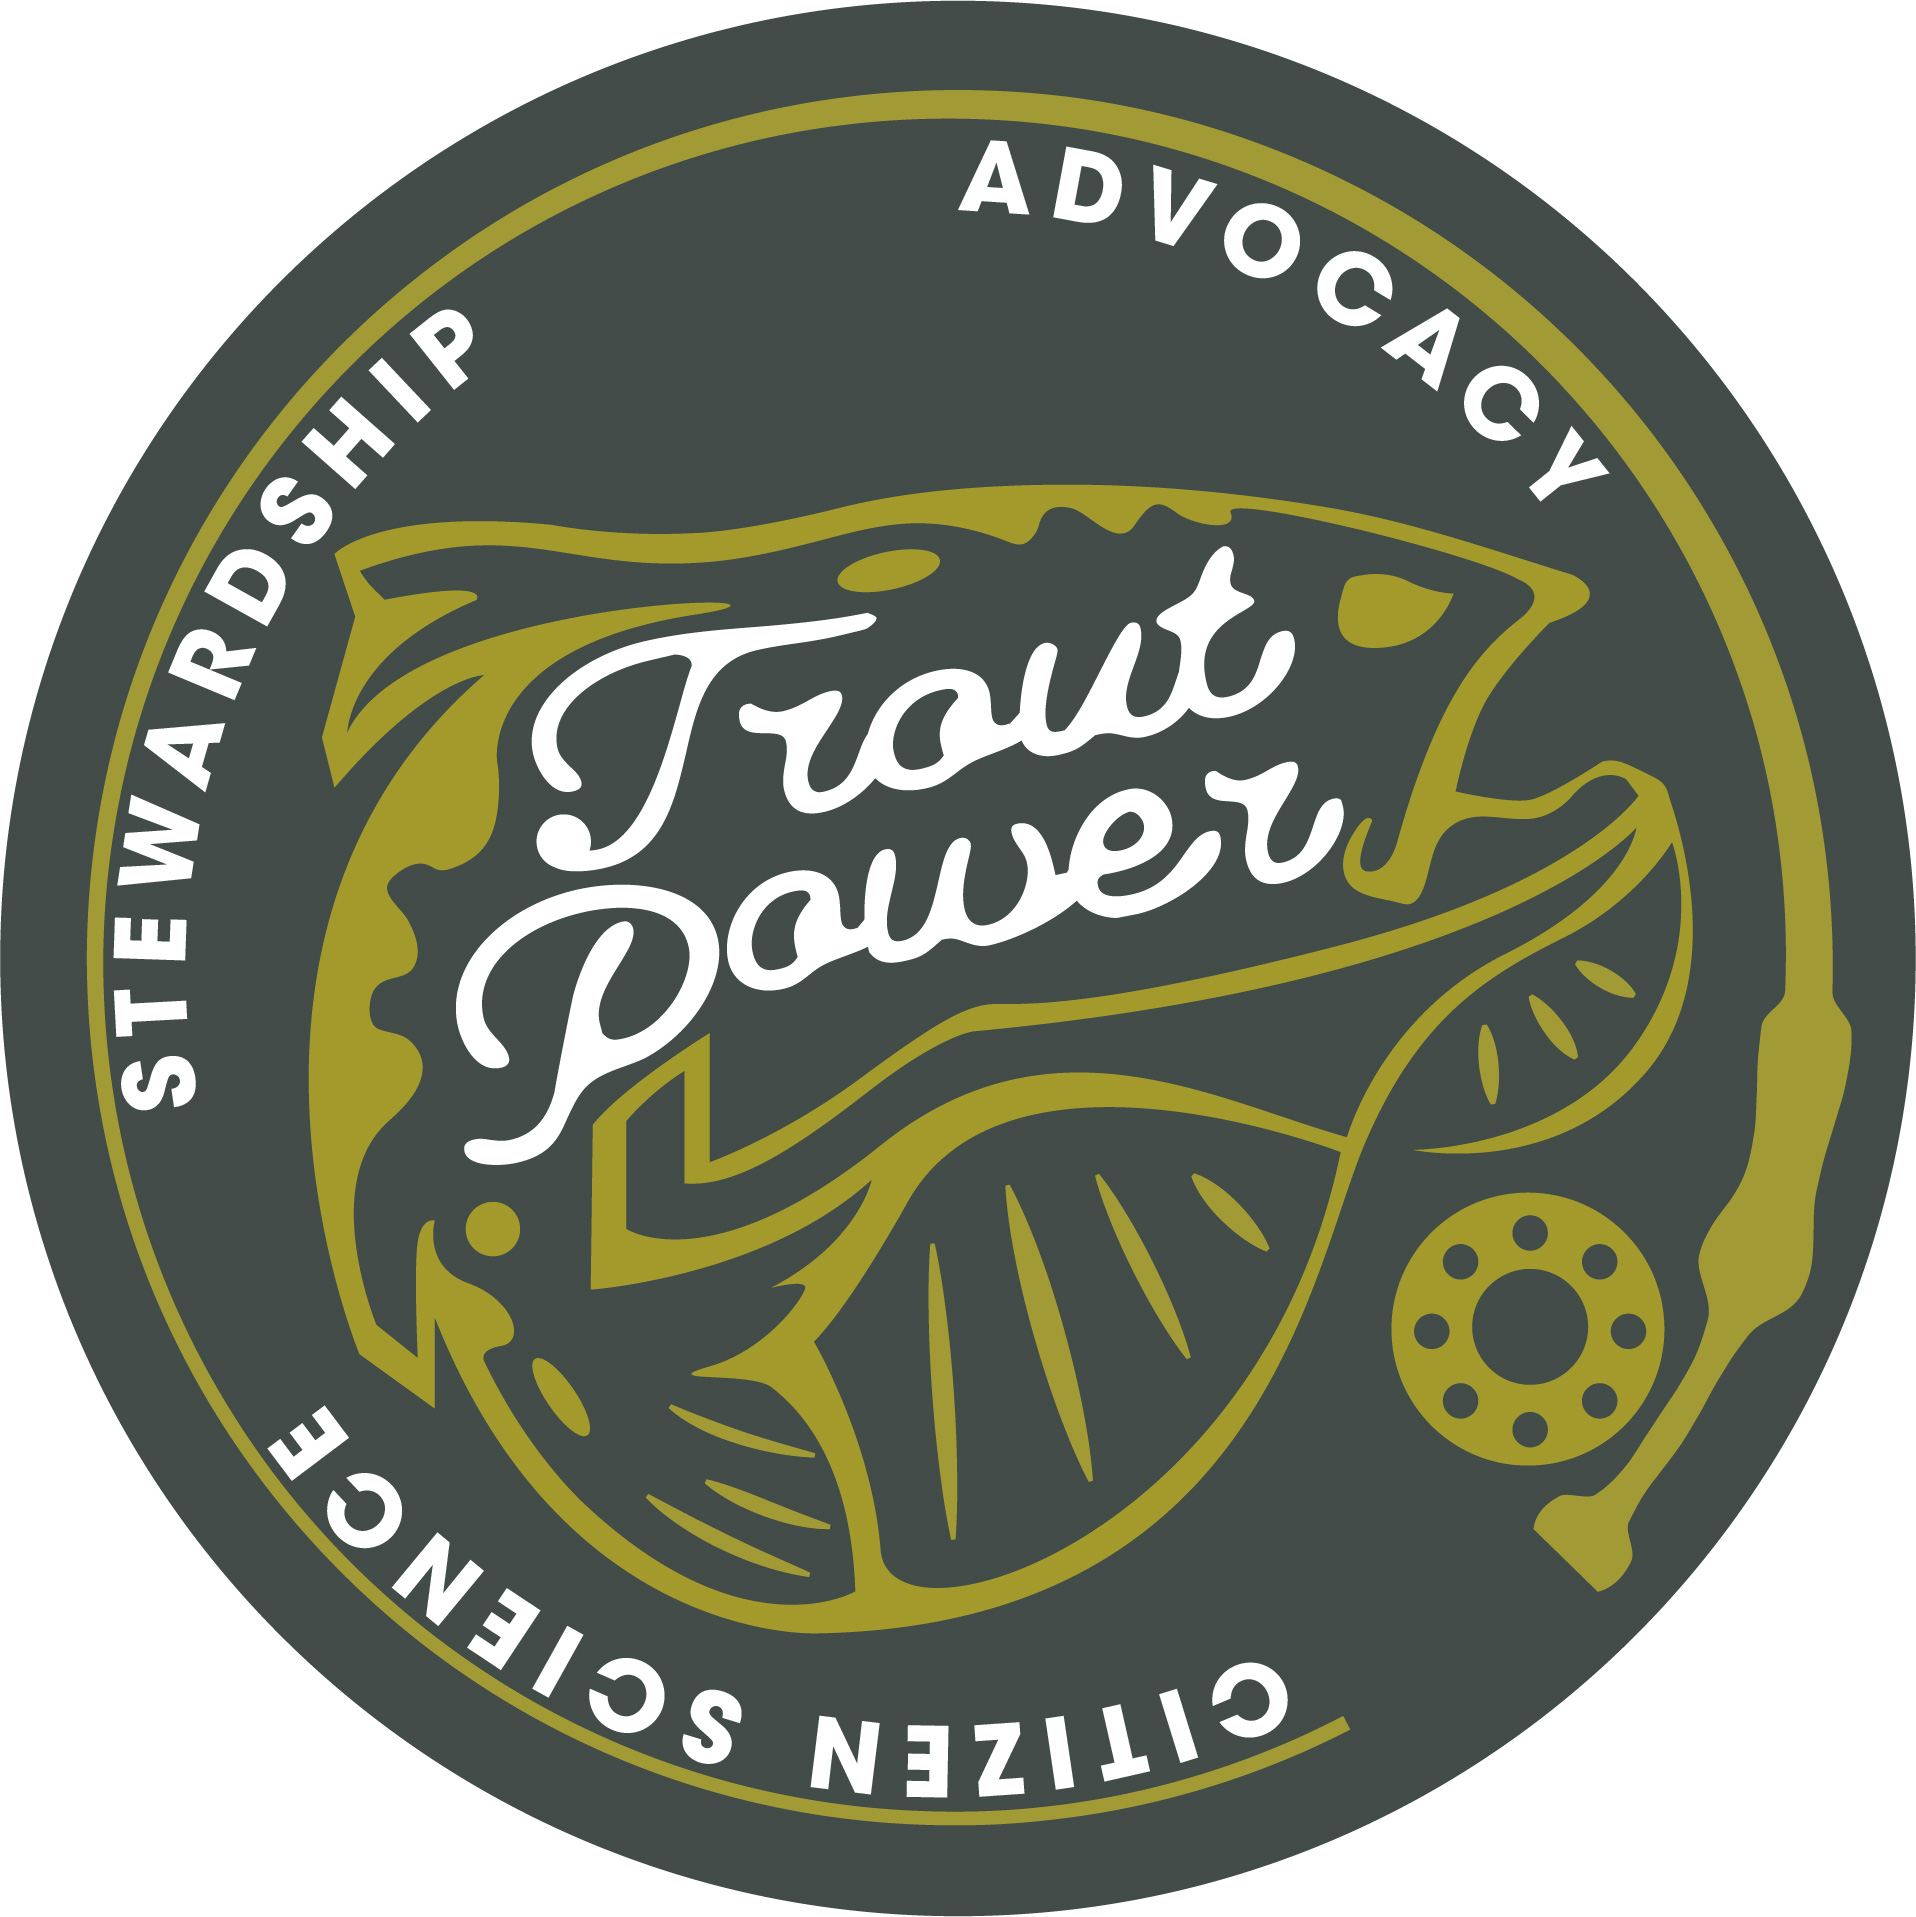 STEWARDSHIP
ADVOCACY
Trout
Power
CITIZEN SCIENCE